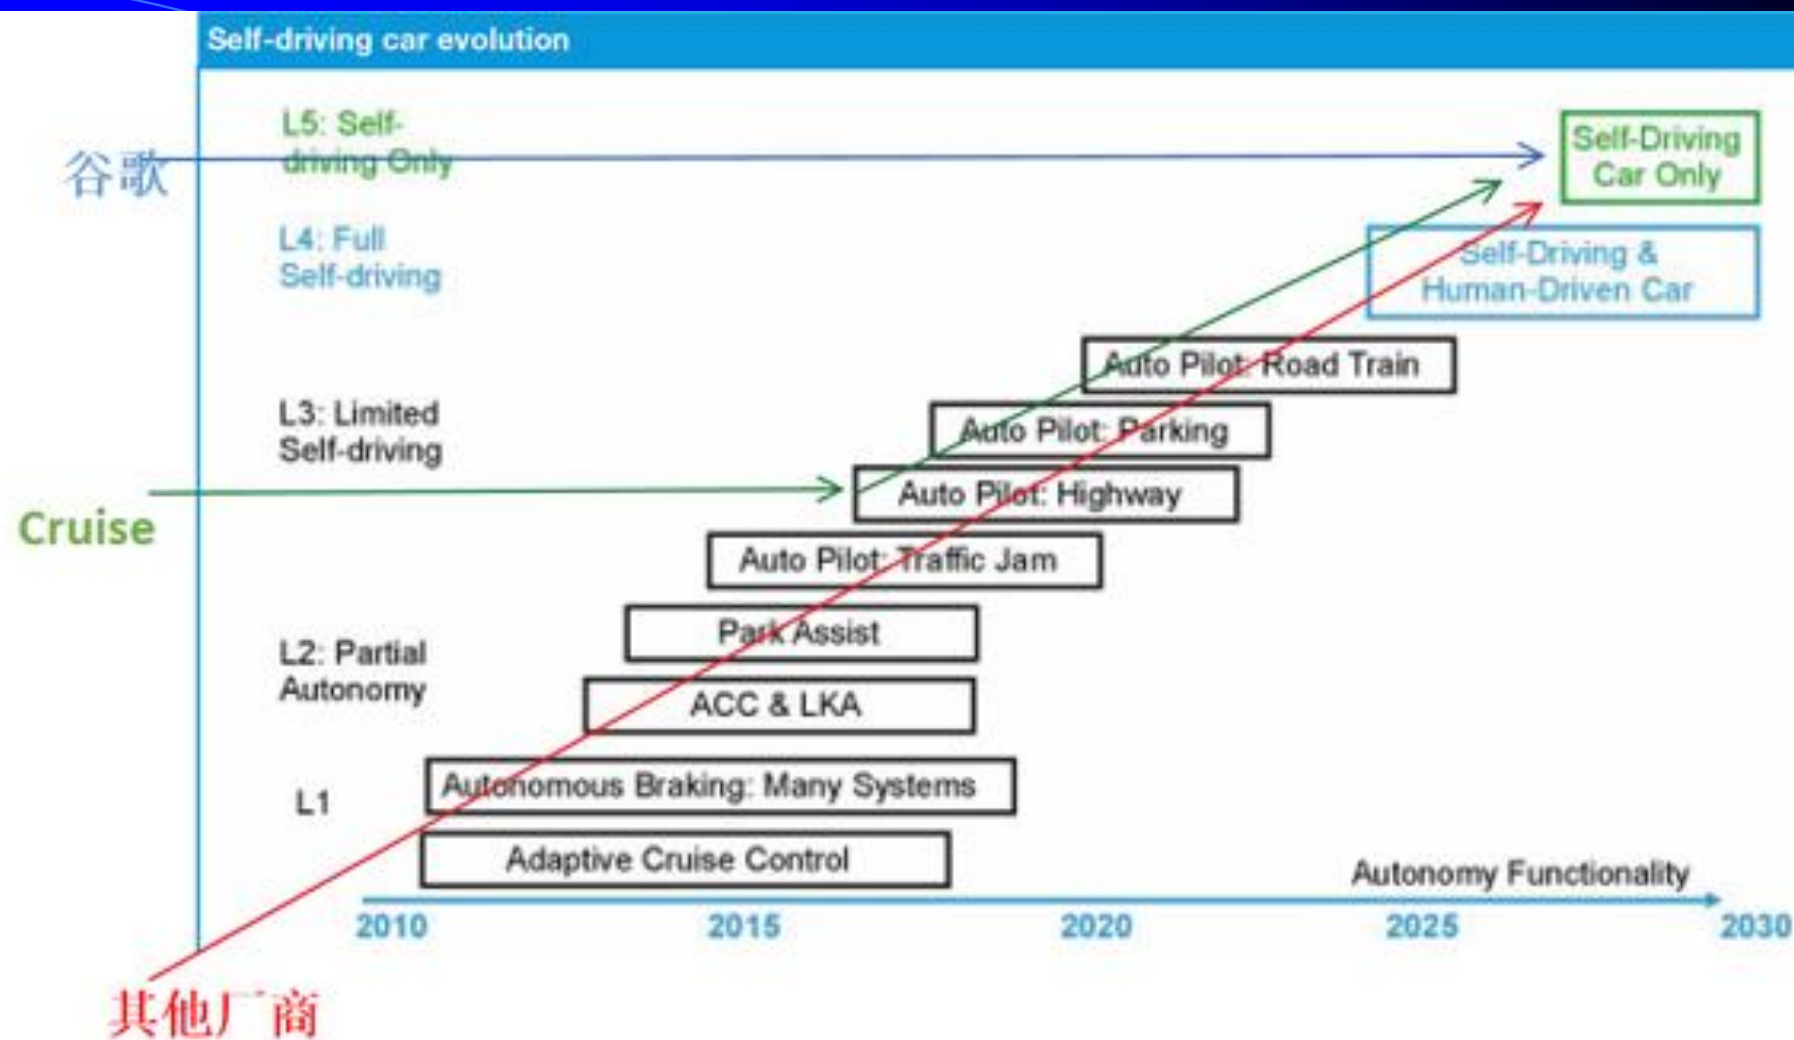 Self-driving car evolution
L5: Self-
driving Only
谷歌
Self-Driving
Car Only
L4: Full
Self-driving
Self-Driving &
Human-Driven Car
Auto Pilot: Road Train
L3: Limited
Self-driving
Auto Pilot: Parking
Auto Pilot: Highway
Cruise
Auto Pilot: Traffic Jam
Park Assist
L2: Partial
Autonomy
ACC & LKA
Autonomous Braking: Many Systems
L1
Adaptive Cruise Control
Autonomy Functionality
2010 2015 2020 2025 2030
其他厂商